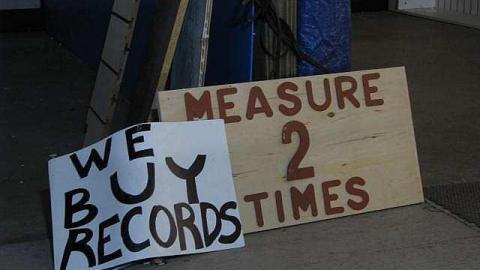 WE
BUY
RECORDS
MEASURE
2
TIMES